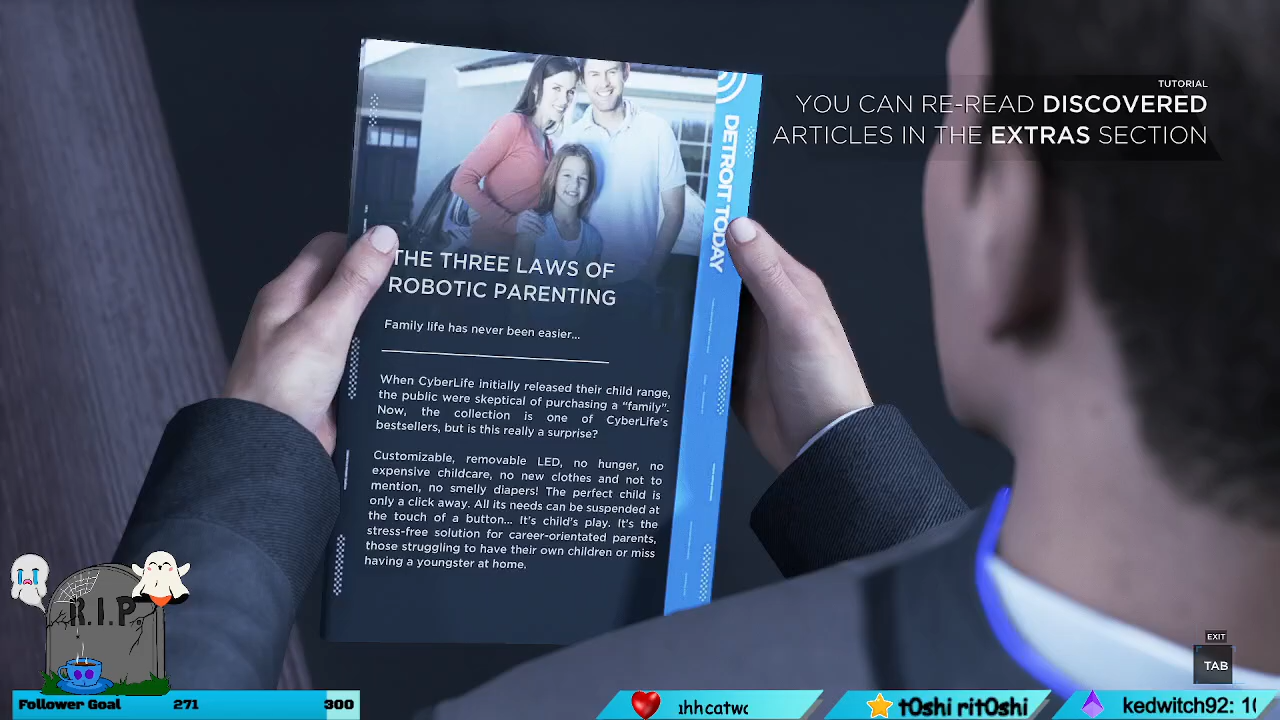 TUTORIAL
YOU CAN RE-READ DISCOVERED
ARTICLES IN THE EXTRAS SECTION
DETROIT TODAY
THE THREE LAWS OF
ROBOTIC PARENTING
Family life has never been easier...
When CyberLife initially released their child range,
the public were skeptical of purchasing a “family”.
Now, the collection is one of CyberLife's
bestsellers, but is this really a surprise?
Customizable, removable LED, no hunger, no
expensive childcare, no new clothes and not to
mention, no smelly diapers! The perfect child is
only a click away. All its needs can be suspended at
the touch of a button... It's child's play. It's the
stress-free solution for career-orientated parents,
those struggling to have their own children or miss
having a youngster at home.
R.I.P.
EXIT
TAB
Follower Goal 271 300
t0shi rit0shi
kedwitch92: